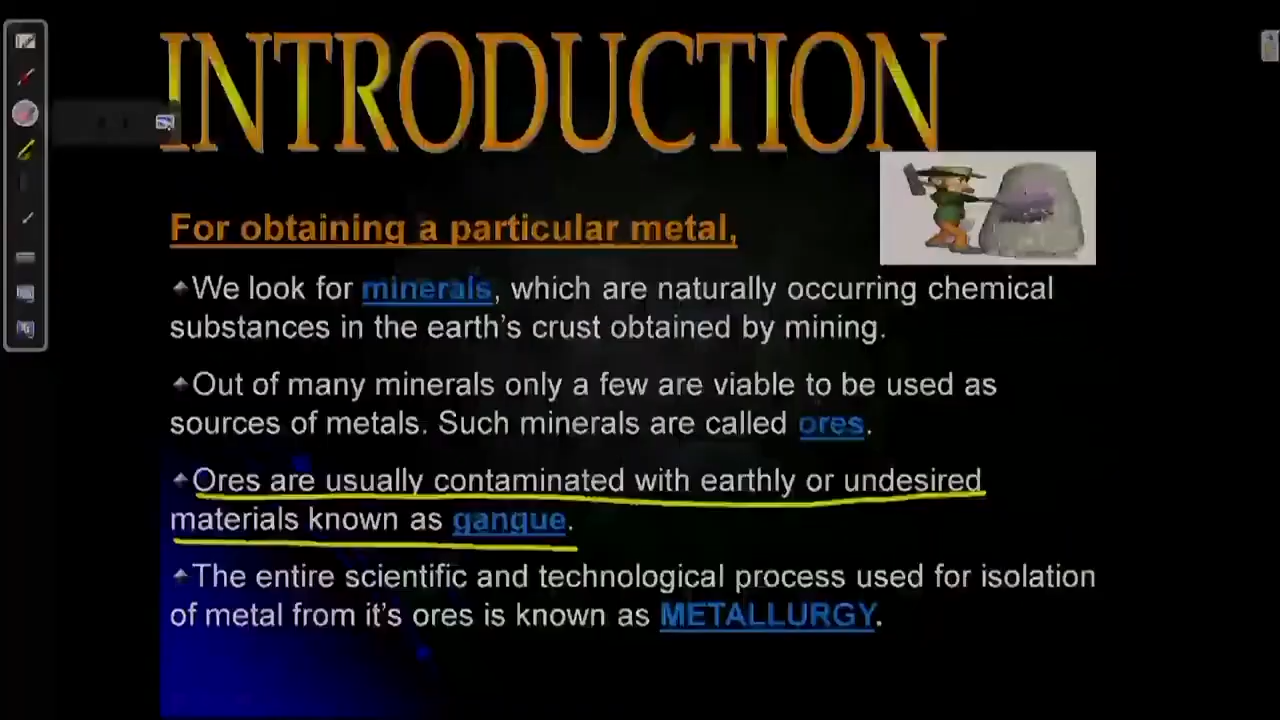 INTRODUCTION
For obtaining a particular metal,
We look for minerals, which are naturally occurring chemical
substances in the earth's crust obtained by mining.
Out of many minerals only a few are viable to be used as
sources of metals. Such minerals are called ores.
Ores are usually contaminated with earthly or undesired
materials known as gangue.
The entire scientific and technological process used for isolation
of metal from it's ores is known as METALLURGY.